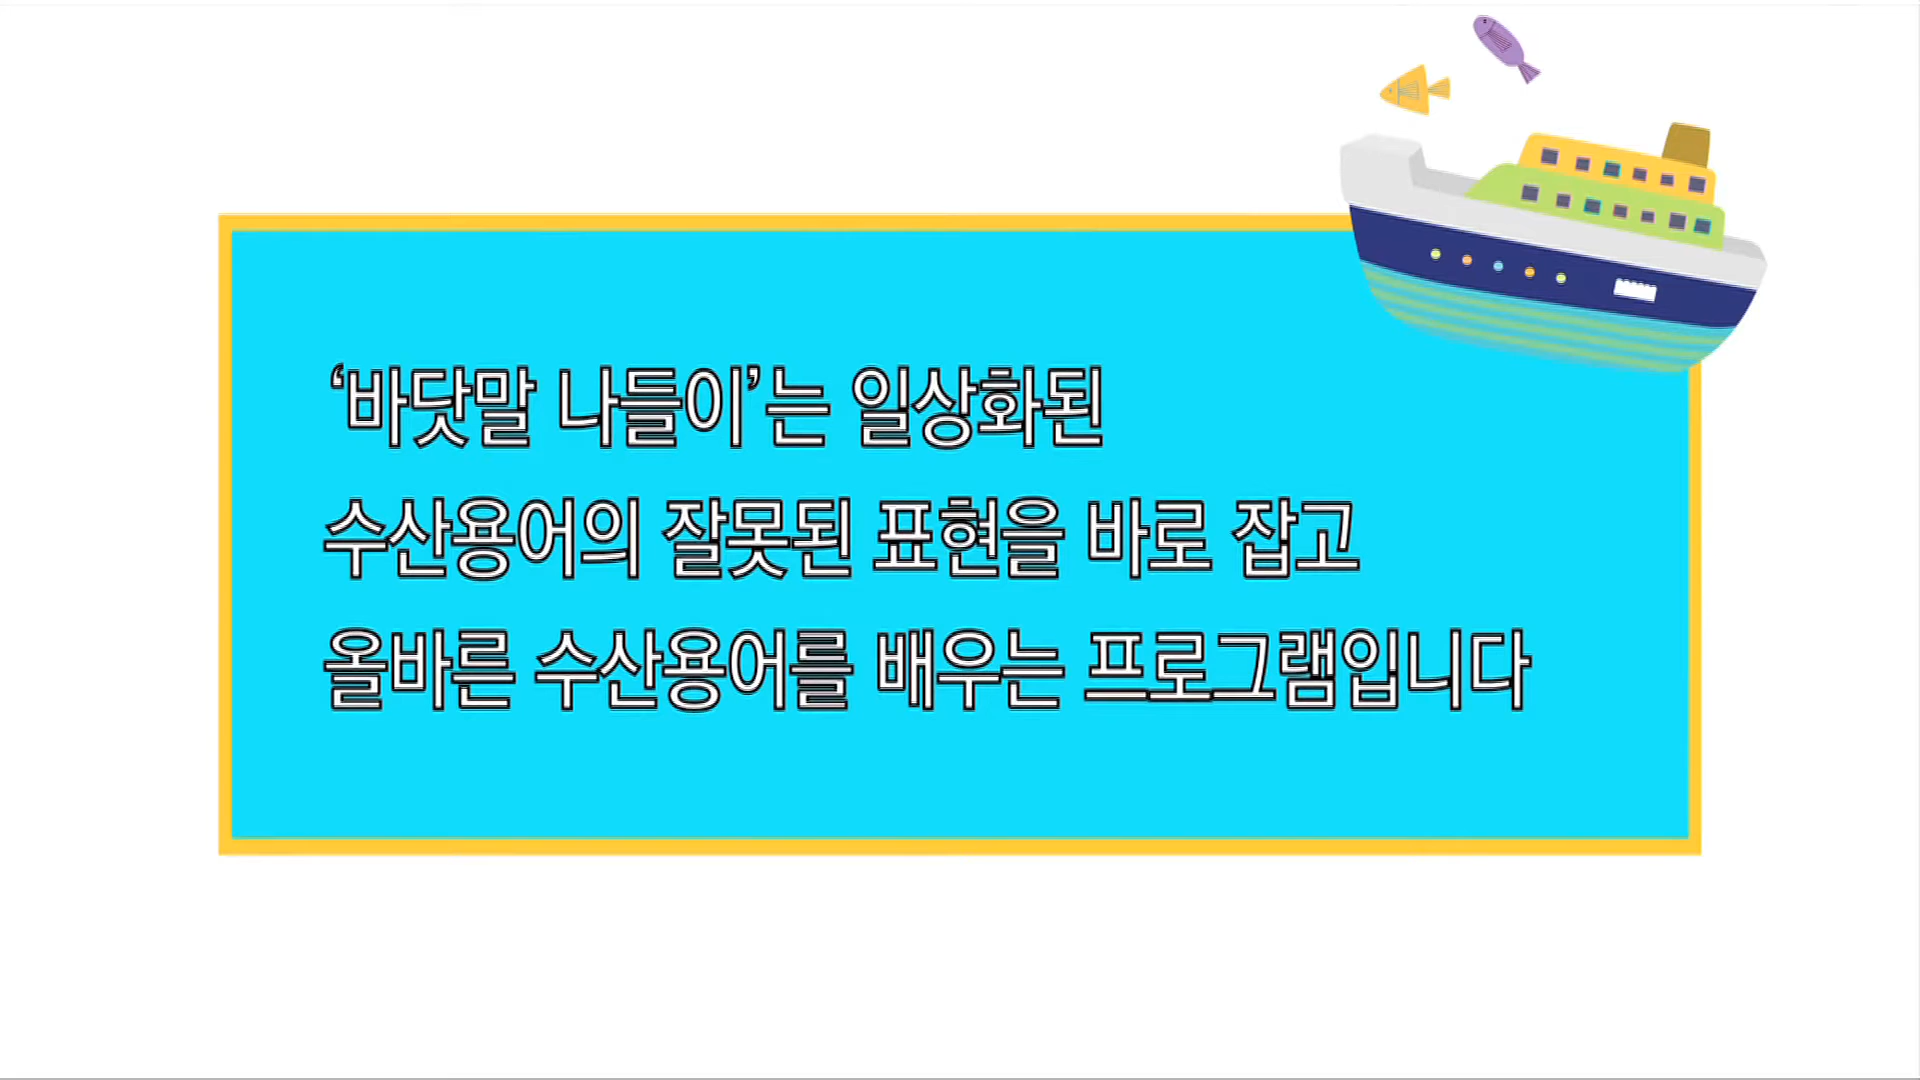 ‘바닷말 나들이’는 일상화된
수산용어의 잘못된 표현을 바로 잡고
올바른 수산용어를 배우는 프로그램입니다